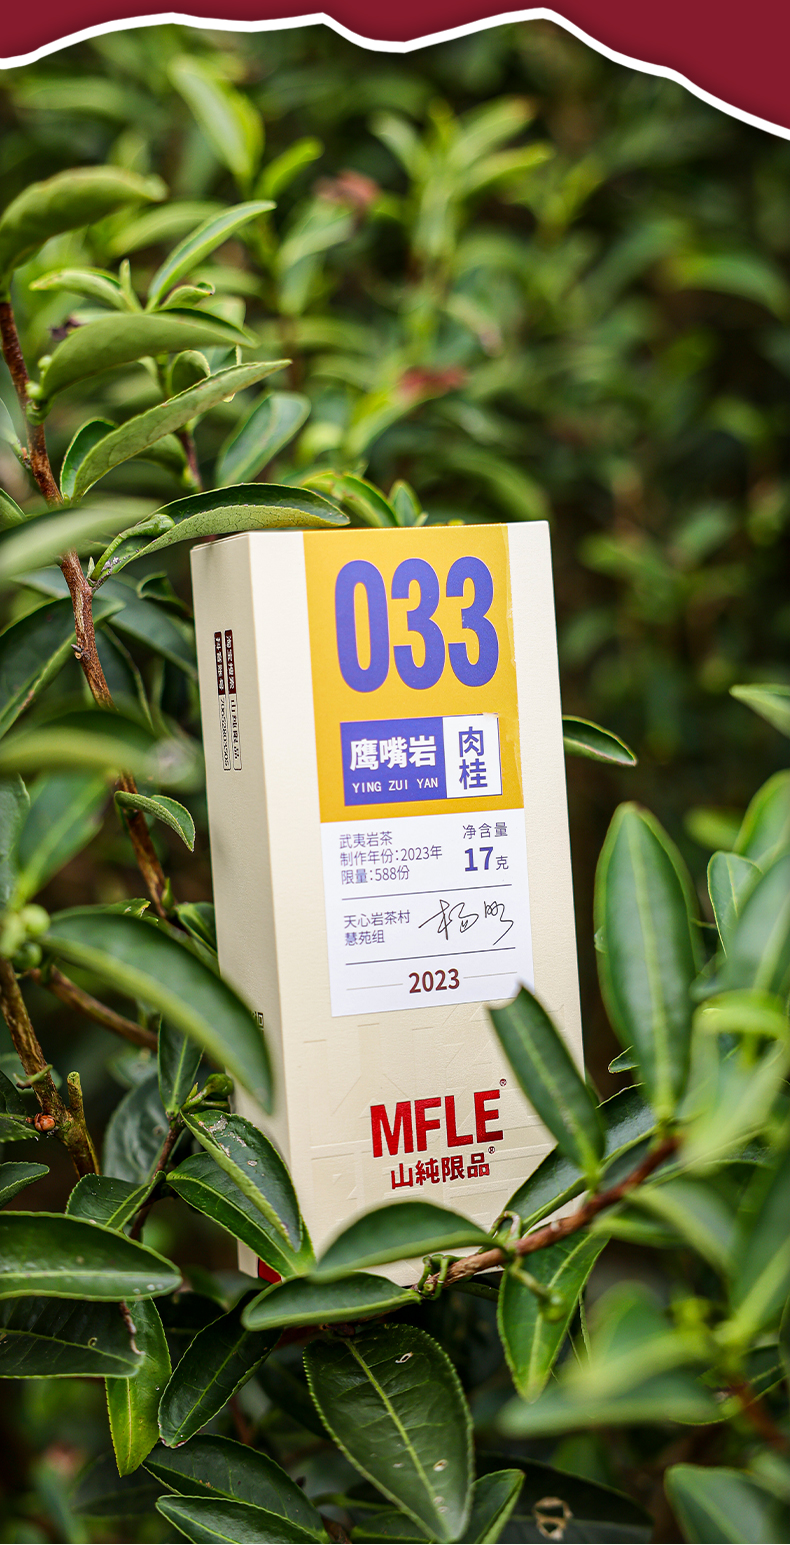 033
鹰嘴岩
YING ZUI YAN
肉桂
武夷岩茶
制作年份:2023年
限量:588份
净含量
17克
天心岩茶村
慧苑组
2023
MFLE®
山純限品®